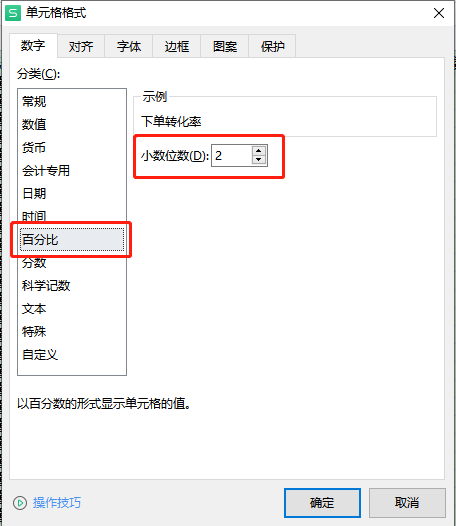 S 单元格格式
数字 对齐 字体 边框 图案 保护
分类(C):
常规
数值
货币
会计专用
日期
时间
百分比
分数
科学记数
文本
特殊
自定义
示例
下单转化率
小数位数(D): 2
以百分数的形式显示单元格的值。
操作技巧 确定 取消